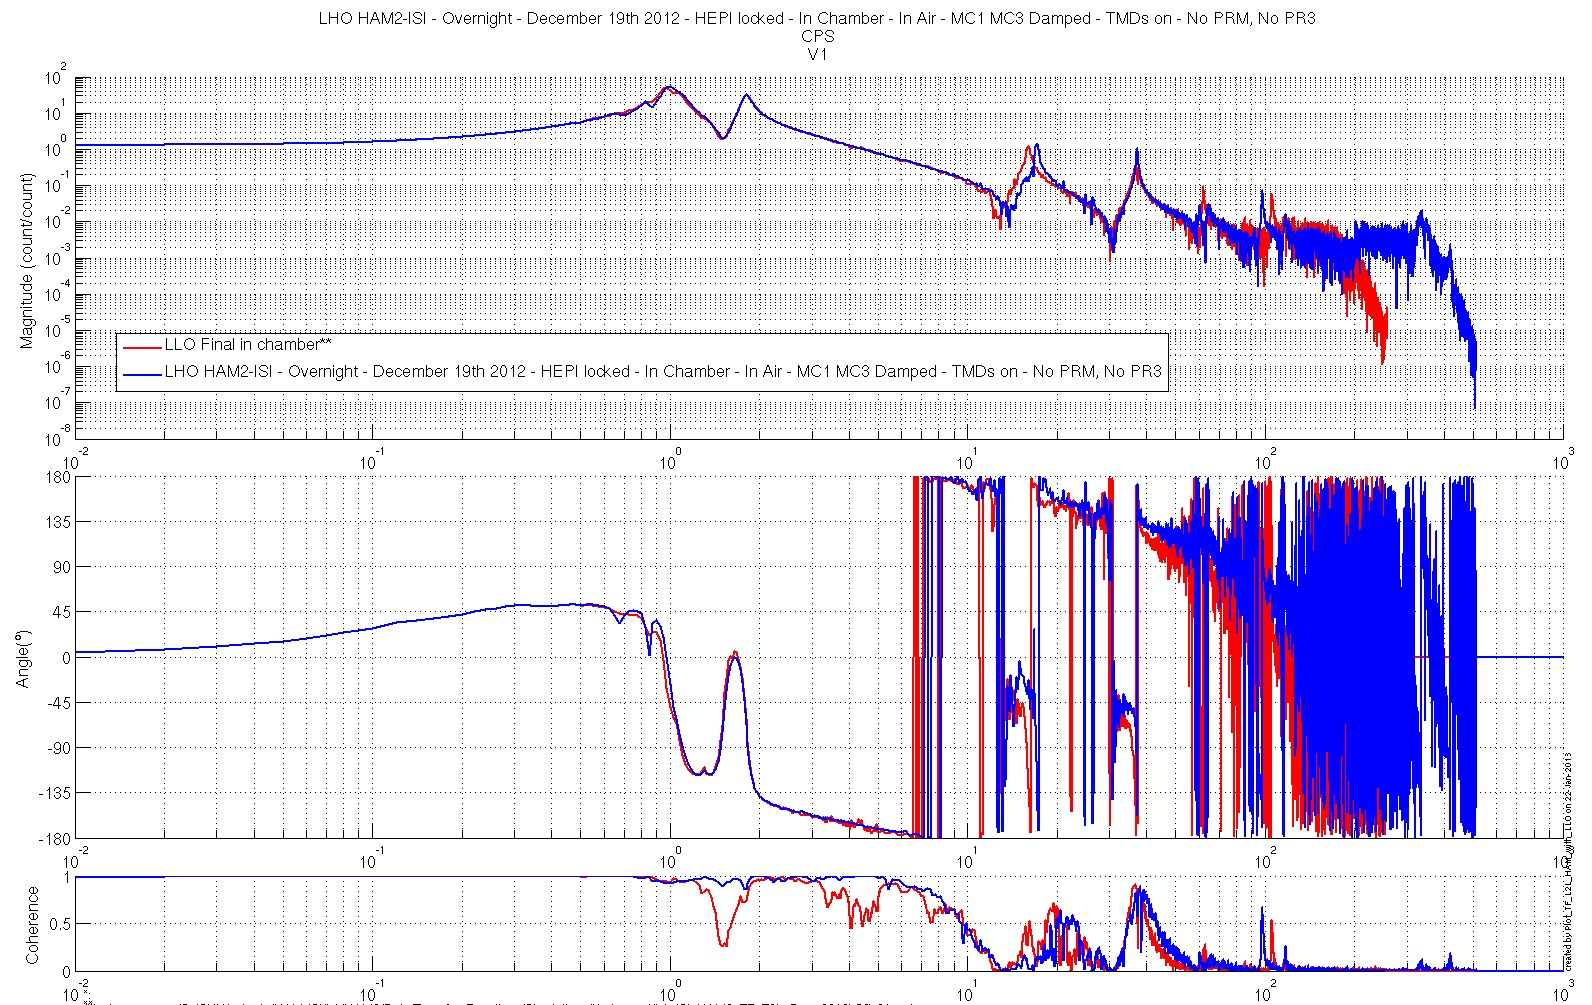 LHO HAM2-ISI - Overnight - December 19th 2012 - HEPI locked - In Chamber - In Air - MC1 MC3 Damped - TMDs on - No PRM, No PR3
CPS
V1
Magnitude (count/count)
10^2
10^1
10^0
10^-1
10^-2
10^-3
10^-4
10^-5
10^-6
10^-7
10^-8
LLO Final in chamber**
LHO HAM2-ISI - Overnight - December 19th 2012 - HEPI locked - In Chamber - In Air - MC1 MC3 Damped - TMDs on - No PRM, No PR3
10^-2 10^-1 10^0 10^1 10^2 10^3
Angle(°)
180
135
90
45
0
-45
-90
-135
-180
10^-2 10^-1 10^0 10^1 10^2
Coherence
1
0.5
0
10^-2 10^-1 10^0 10^1 10^2 10^3
*:
**: